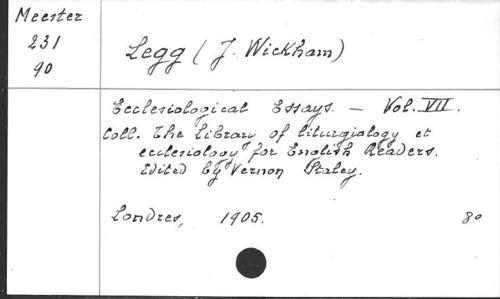 Meester
231
90
Legg (J. Wickham)
Ecclesiological Essays. — Vol. VII.
Coll. The Library of liturgiology et
ecclesiology for English Readers.
Edited by Vernon Staley.
Londres, 1905. 8º